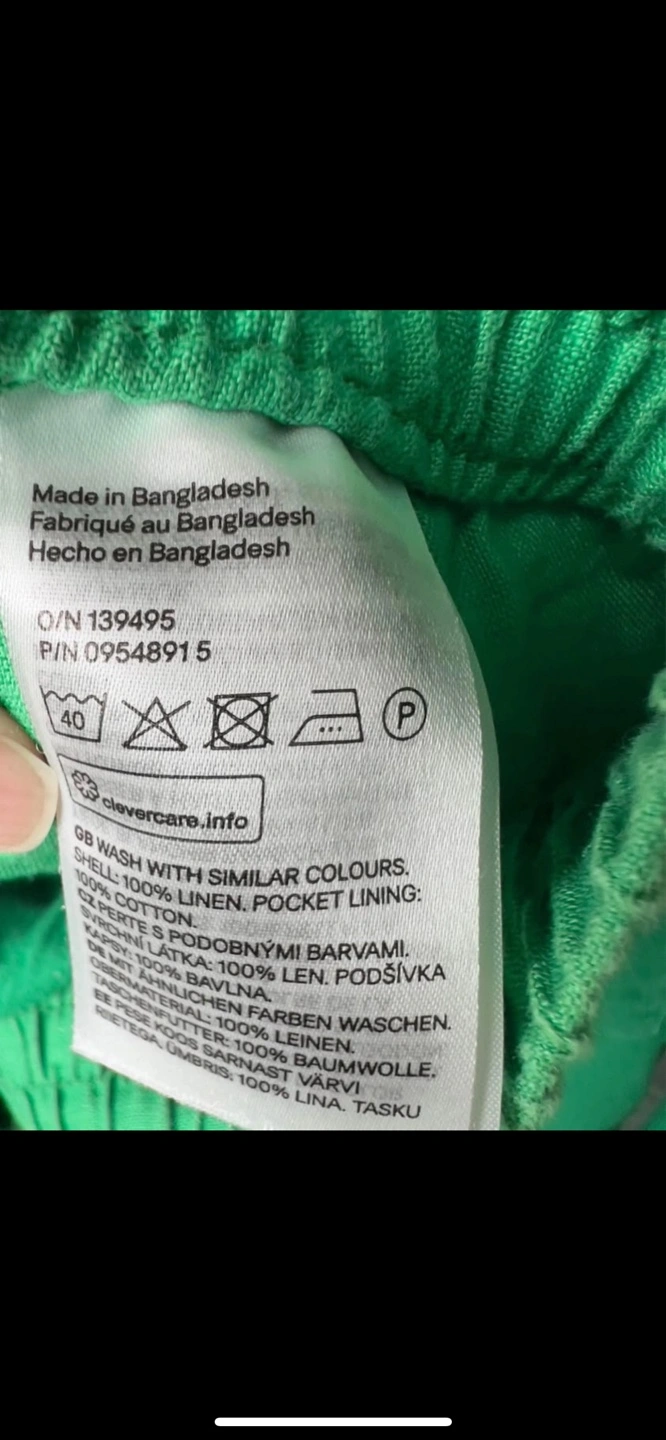 Made in Bangladesh
Fabriqué au Bangladesh
Hecho en Bangladesh
O/N 139495
P/N 0954891 5
40
P
clevercare.info
GB WASH WITH SIMILAR COLOURS.
SHELL: 100% LINEN. POCKET LINING:
100% COTTON.
CZ PERTE S PODOBNÝMI BARVAMI.
SVRCHNÍ LÁTKA: 100% LEN. PODŠÍVKA
KAPSY: 100% BAVLNA.
DE MIT ÄHNLICHEN FARBEN WASCHEN.
OBERMATERIAL: 100% LEINEN.
TASCHENFUTTER: 100% BAUMWOLLE.
EE PESE KOOS SARNAST VÄRVI
RIIETEGA. ÜMBRIS: 100% LINA. TASKU